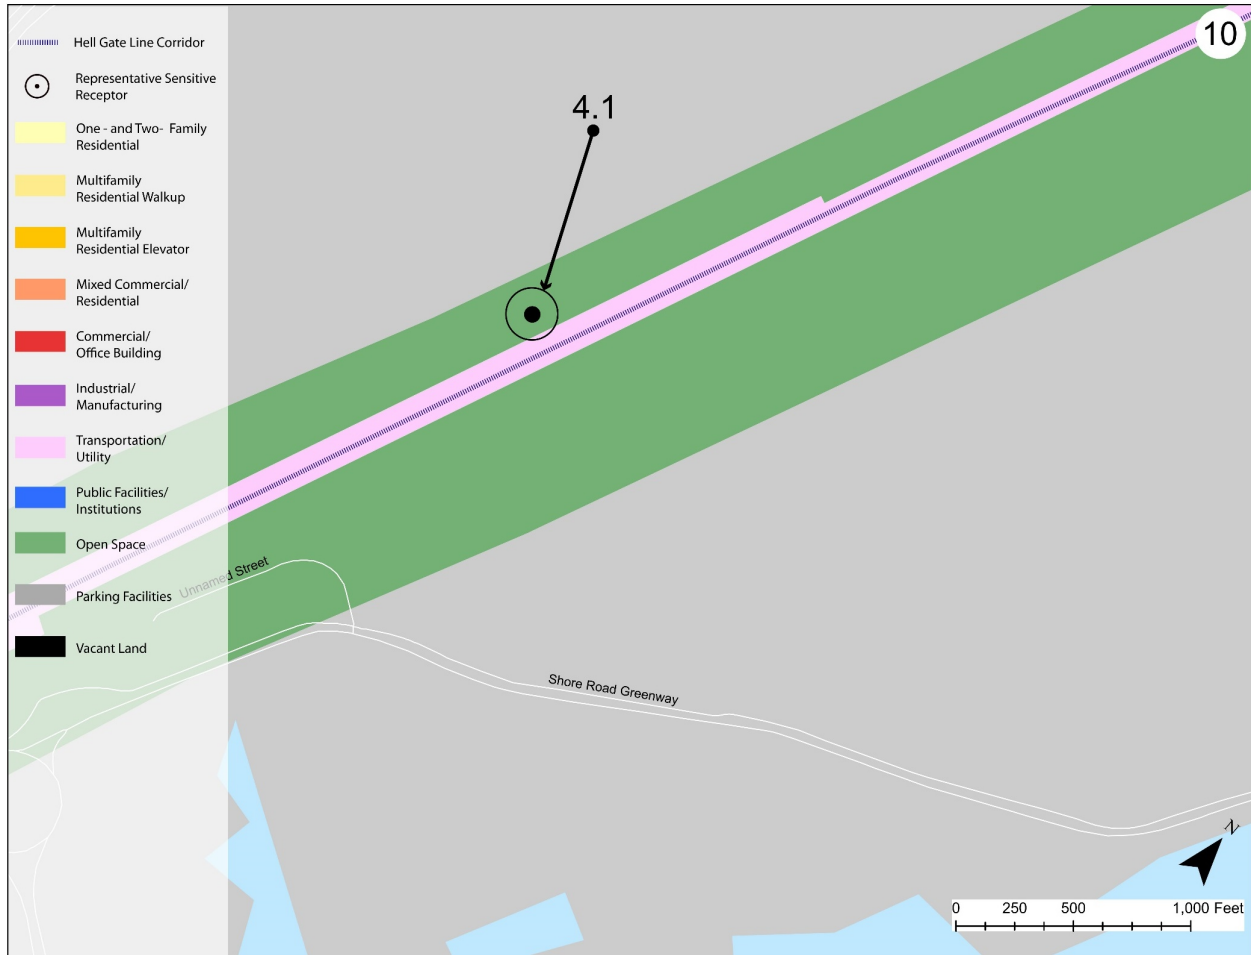 Hell Gate Line Corridor
Representative Sensitive
Receptor
One - and Two-  Family
Residential
Multifamily
Residential Walkup
Multifamily
Residential Elevator
Mixed Commercial/
Residential
Commercial/
Office Building
Industrial/
Manufacturing
Transportation/
Utility
Public Facilities/
Institutions
Open Space
Parking Facilities
Vacant Land
10
4.1
Unnamed Street
Shore Road Greenway
N
0 250 500 1,000 Feet